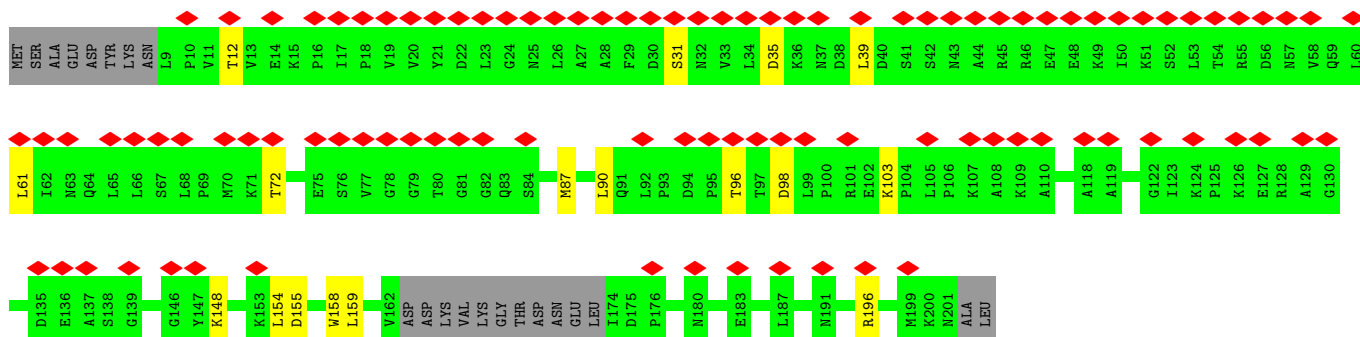 MET SER ALA GLU ASP TYR LYS ASN L9 P10 V11 T12 V13 E14 K15 P16 I17 P18 V19 V20 Y21 D22 L23 G24 N25 L26 A27 A28 F29 D30 S31 N32 V33 L34 D35 K36 N37 D38 L39 D40 S41 S42 N43 A44 R45 R46 E47 E48 K49 I50 K51 S52 L53 T54 R55 D56 N57 V58 Q59 L60
L61 I62 N63 Q64 L65 L66 S67 L68 P69 M70 K71 T72 E75 S76 V77 G78 G79 T80 G81 G82 Q83 S84 M87 L90 Q91 L92 P93 D94 P95 T96 T97 D98 L99 P100 R101 E102 K103 P104 L105 P106 K107 A108 K109 A110 A118 A119 G122 I123 K124 P125 K126 E127 R128 A129 G130
D135 E136 A137 S138 G139 G146 Y147 K148 K153 L154 D155 W158 L159 V162 ASP ASP LYS VAL LYS GLY THR ASP ASN GLU LEU I174 D175 P176 N180 E183 L187 N191 R196 M199 K200 N201 ALA LEU